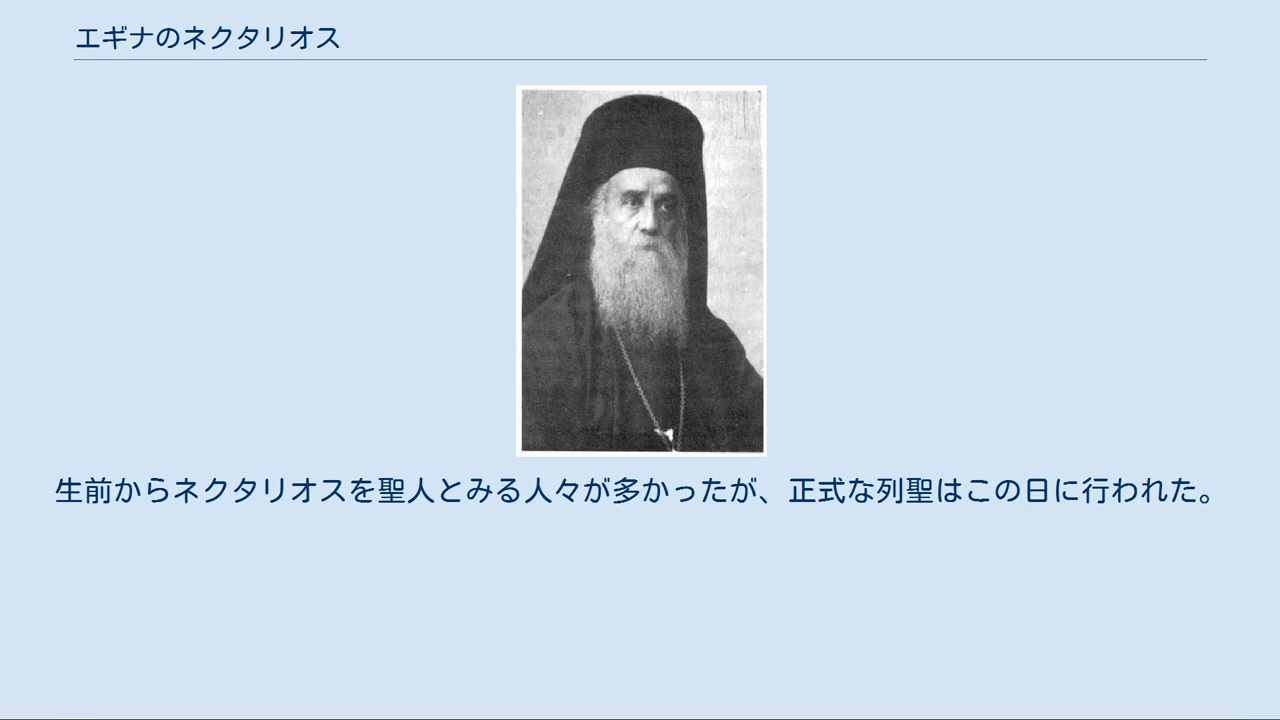 エギナのネクタリオス
生前からネクタリオスを聖人とみる人々が多かったが、正式な列聖はこの日に行われた。